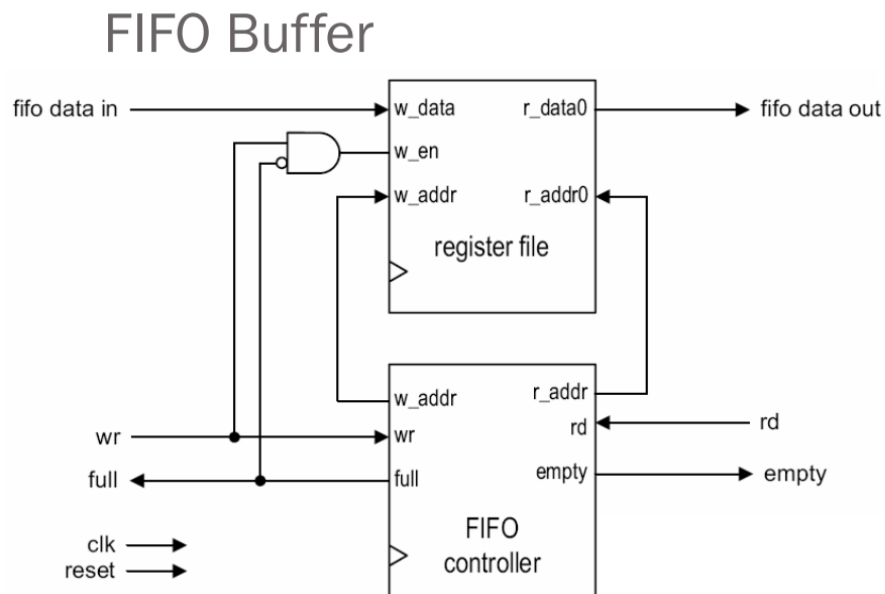 FIFO Buffer
fifo data in
w_data
r_data0
fifo data out
w_en
w_addr
r_addr0
register file
w_addr
r_addr
wr
wr
rd
rd
full
full
empty
empty
FIFO
controller
clk
reset